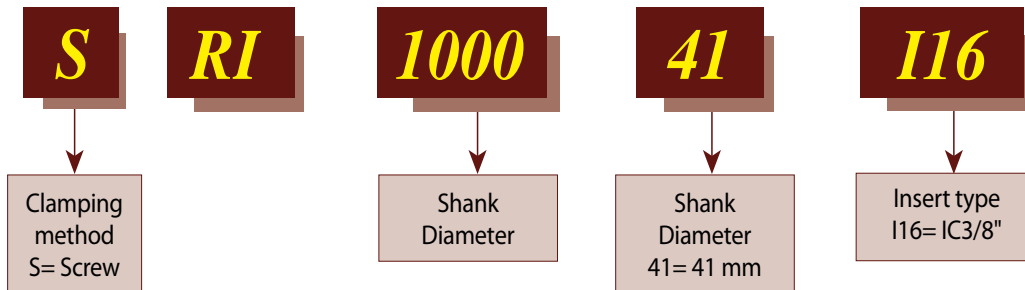 S RI 1000 41 I16
Clamping
method
S= Screw
Shank
Diameter
Shank
Diameter
41= 41 mm
Insert type
I16= IC3/8"